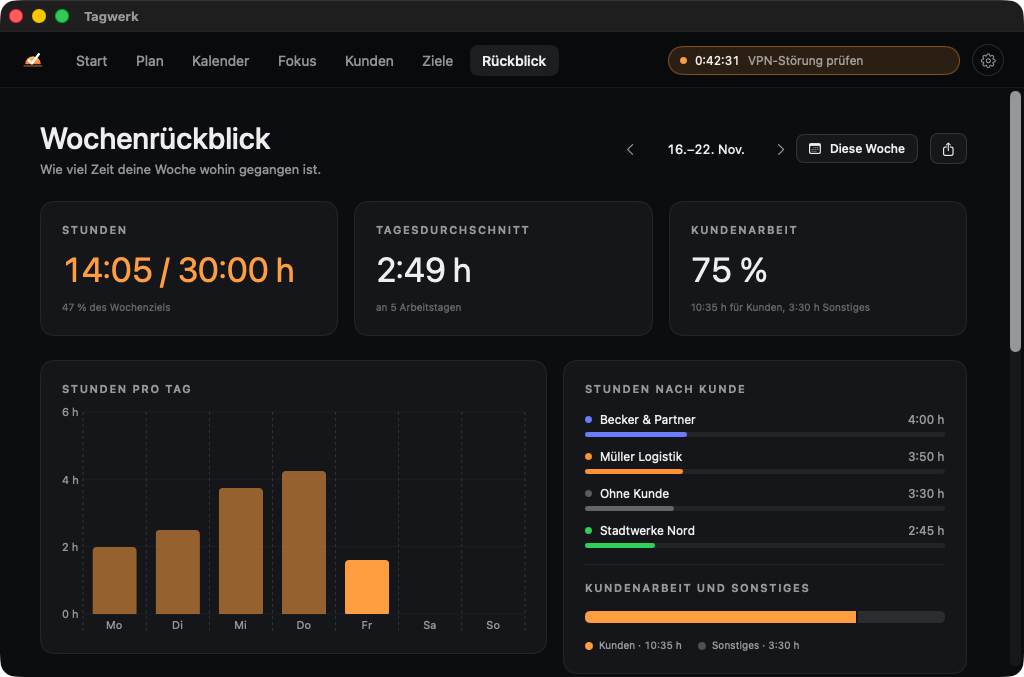 Tagwerk
Start Plan Kalender Fokus Kunden Ziele Rückblick
0:42:31 VPN-Störung prüfen
Wochenrückblick
Wie viel Zeit deine Woche wohin gegangen ist.
16.–22. Nov.
Diese Woche
STUNDEN
14:05 / 30:00 h
47 % des Wochenziels
TAGESDURCHSCHNITT
2:49 h
an 5 Arbeitstagen
KUNDENARBEIT
75 %
10:35 h für Kunden, 3:30 h Sonstiges
STUNDEN PRO TAG
6 h
4 h
2 h
0 h
Mo Di Mi Do Fr Sa So
STUNDEN NACH KUNDE
Becker & Partner 4:00 h
Müller Logistik 3:50 h
Ohne Kunde 3:30 h
Stadtwerke Nord 2:45 h
KUNDENARBEIT UND SONSTIGES
Kunden · 10:35 h Sonstiges · 3:30 h